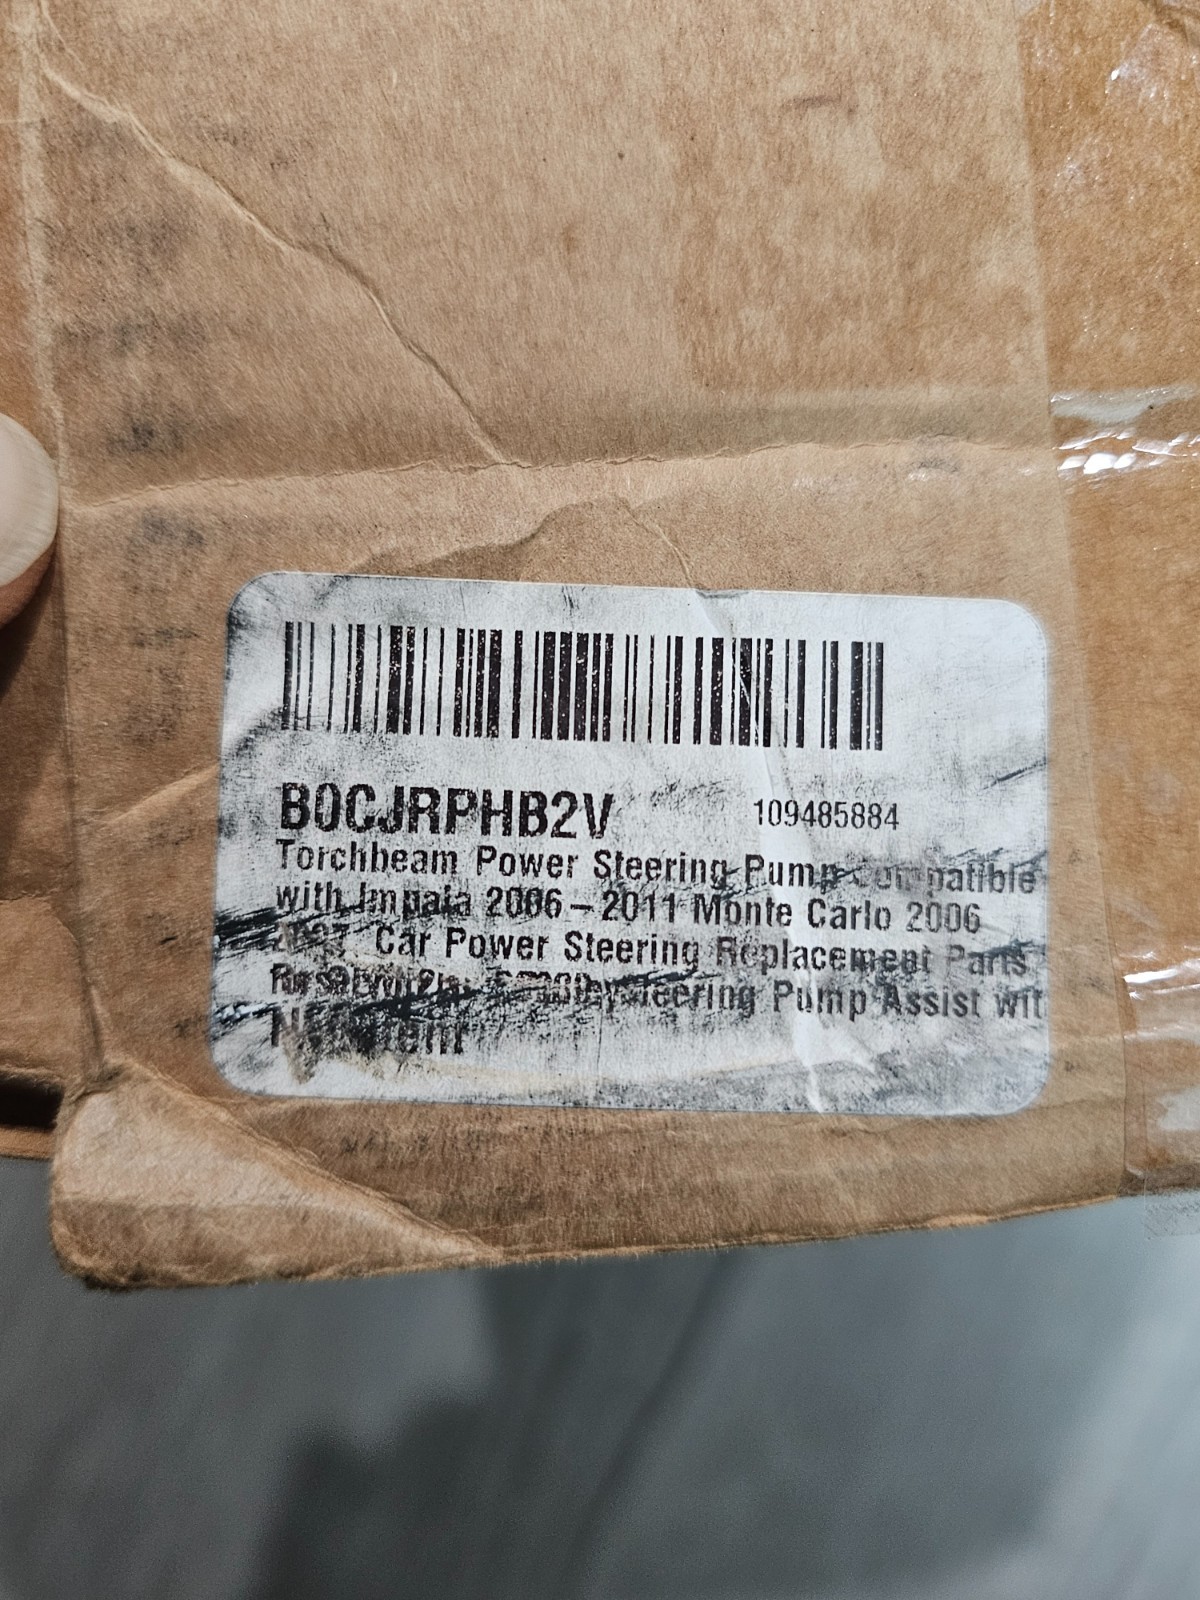 B0CJRPHB2V 109485884
Torchbeam Power Steering Pump Compatible
with Impala 2006 – 2011 Monte Carlo 2006
2007 Car Power Steering Replacement Parts
Steering Pump Assist wit